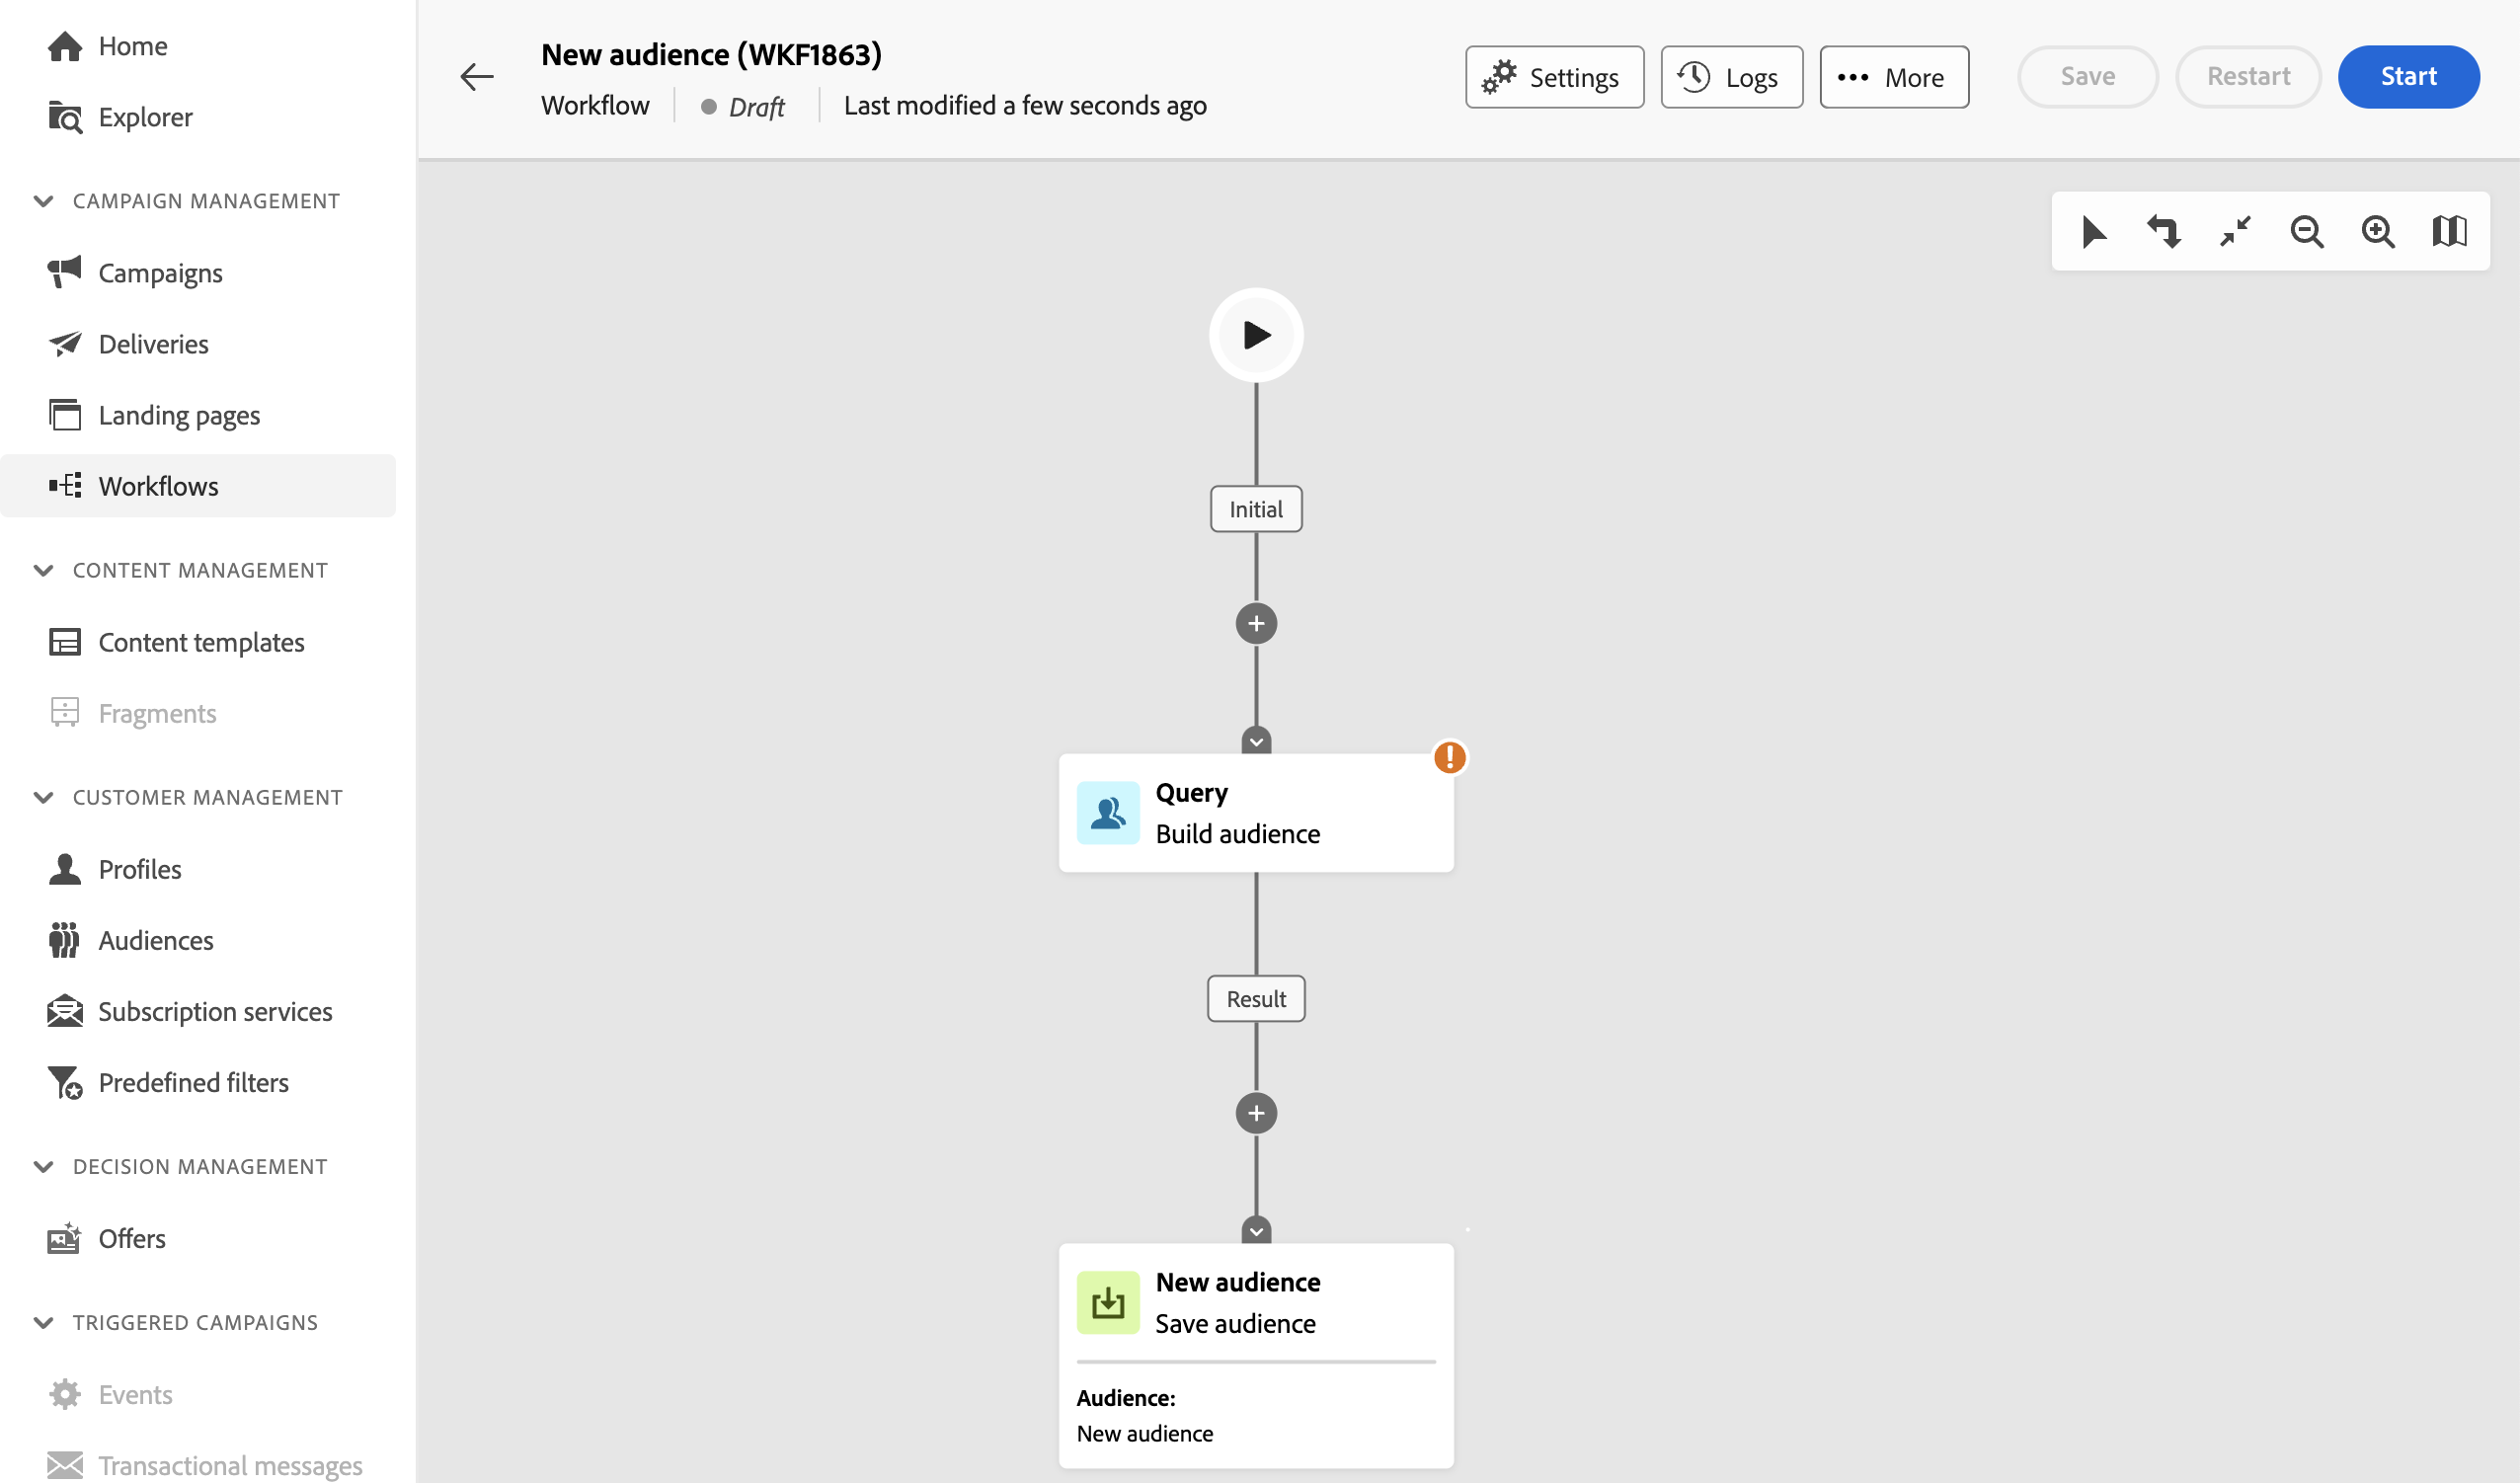 Home
Explorer
CAMPAIGN MANAGEMENT
Campaigns
Deliveries
Landing pages
Workflows
CONTENT MANAGEMENT
Content templates
Fragments
CUSTOMER MANAGEMENT
Profiles
Audiences
Subscription services
Predefined filters
DECISION MANAGEMENT
Offers
TRIGGERED CAMPAIGNS
Events
Transactional messages
New audience (WKF1863)
Workflow Draft Last modified a few seconds ago
Settings Logs More Save Restart Start
Initial
Query
Build audience
Result
New audience
Save audience
Audience:
New audience